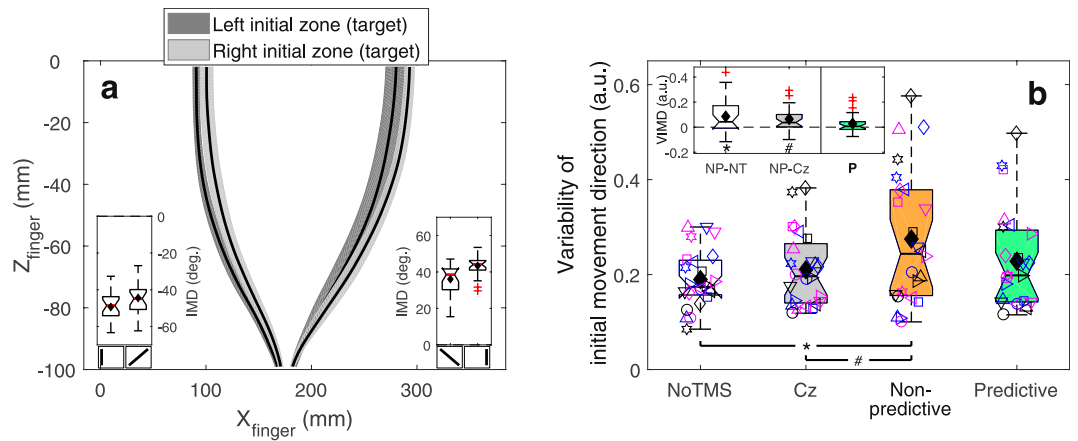 Left initial zone (target)
Right initial zone (target)
a
0
-20
-40
-60
-80
-100
Z finger (mm)
0
100
200
300
X finger (mm)
0
-20
-40
-60
IMD (deg.)
60
40
20
0
IMD (deg.)
b
0.6
0.4
0.2
0
Variability of
initial movement direction (a.u.)
0.4
0.2
0
-0.2
VIMD (a.u.)
* #
NP-NT NP-Cz P
*
#
NoTMS Cz Non-
predictive Predictive